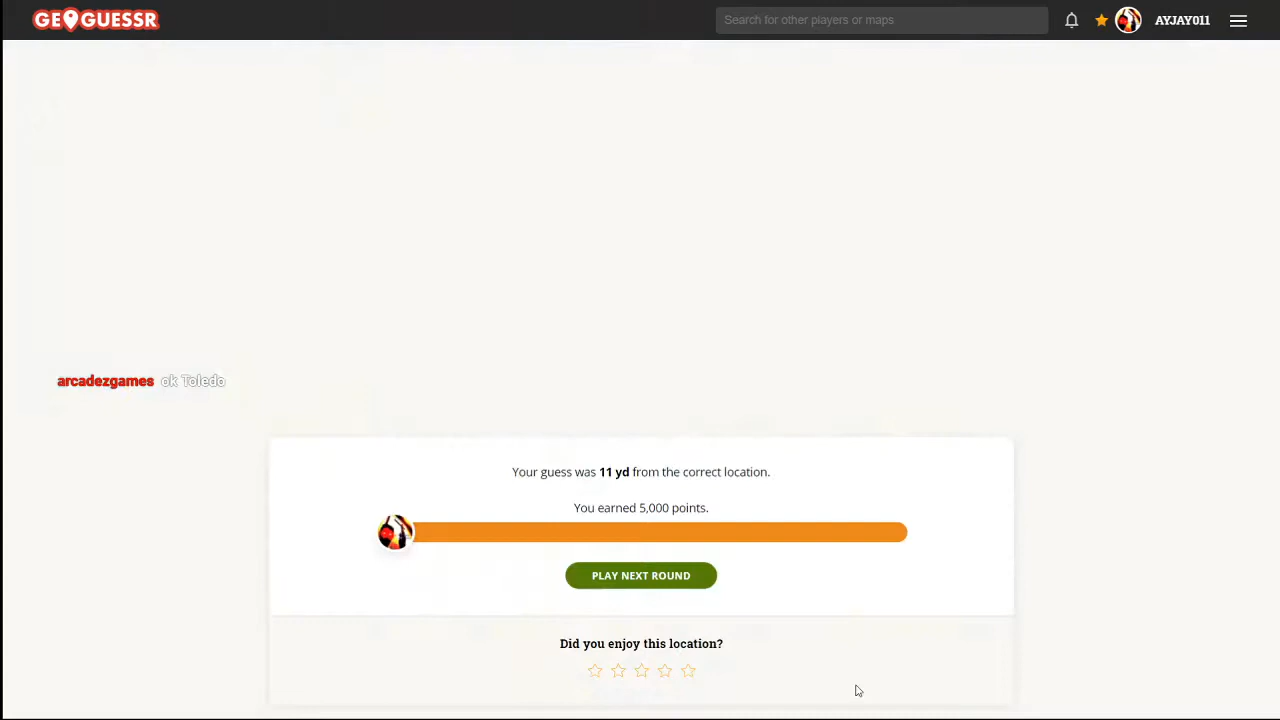 GEOGUESSR
Search for other players or maps
AYJAY011
arcadezgames ok Toledo
Your guess was 11 yd from the correct location.
You earned 5,000 points.
PLAY NEXT ROUND
Did you enjoy this location?